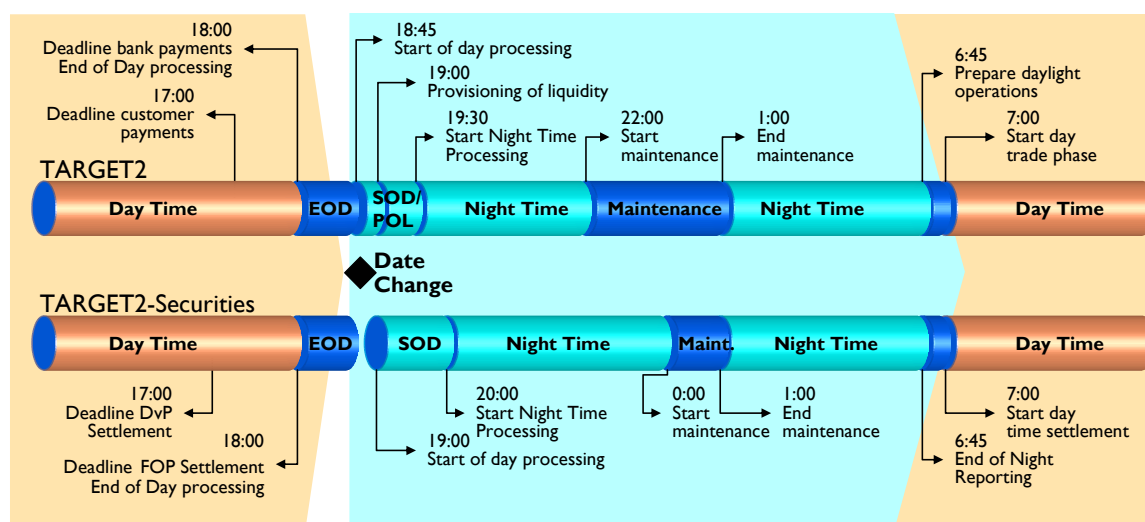 18:00
Deadline bank payments
End of Day processing
17:00
Deadline customer
payments
18:45
Start of day processing
19:00
Provisioning of liquidity
19:30
Start Night Time
Processing
22:00
Start
maintenance
1:00
End
maintenance
6:45
Prepare daylight
operations
7:00
Start day
trade phase
TARGET2
Day Time
EOD
SOD/
POL
Night Time
Maintenance
Night Time
Day Time
Date
Change
TARGET2-Securities
Day Time
EOD
SOD
Night Time
Maint.
Night Time
Day Time
17:00
Deadline DvP
Settlement
18:00
Deadline FOP Settlement
End of Day processing
20:00
Start Night Time
Processing
19:00
Start of day processing
0:00
Start
maintenance
1:00
End
maintenance
7:00
Start day
time settlement
6:45
End of Night
Reporting